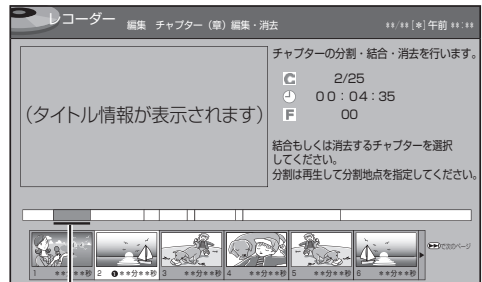 レコーダー 編集 チャプター(章)編集・消去 **/**[*]午前 **:**
(タイトル情報が表示されます)
チャプターの分割・結合・消去を行います。
C 2/25
00:04:35
F 00
結合もしくは消去するチャプターを選択
してください。
分割は再生して分割地点を指定してください。
1 **分**秒
2 ❶**分**秒
3 **分**秒
4 **分**秒
5 **分**秒
6 **分**秒
で次のページ